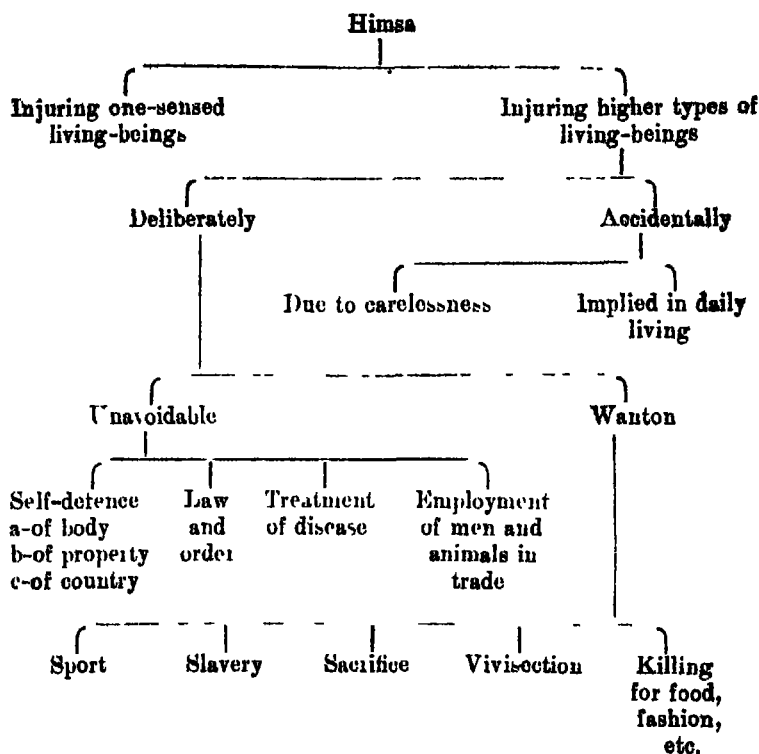 Himsa
Injuring one-sensed
living-beings
Injuring higher types of
living-beings
Deliberately
Accidentally
Due to carelessness
Implied in daily
living
Unavoidable
Wanton
Self-defence
a-of body
b-of property
c-of country
Law
and
order
Treatment
of disease
Employment
of men and
animals in
trade
Sport
Slavery
Sacrifice
Vivisection
Killing
for food,
fashion,
etc.